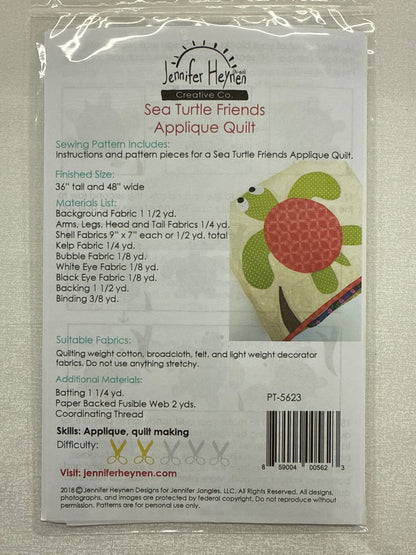 Jennifer Heynen
(hi-nen)
Creative Co.
Sea Turtle Friends
Applique Quilt
Sewing Pattern Includes:
Instructions and pattern pieces for a Sea Turtle Friends Applique Quilt.
Finished Size:
36" tall and 48" wide
Materials List:
Background Fabric 1 1/2 yd.
Arms, Legs, Head and Tail Fabrics 1/4 yd.
Shell Fabrics 9" x 7" each or 1/2 yd. total
Kelp Fabric 1/4 yd.
Bubble Fabric 1/8 yd.
White Eye Fabric 1/8 yd.
Black Eye Fabric 1/8 yd.
Backing 1 1/2 yd.
Binding 3/8 yd.
Suitable Fabrics:
Quilting weight cotton, broadcloth, felt, and light weight decorator
fabrics. Do not use anything stretchy.
Additional Materials:
Batting 1 1/4 yd.
Paper Backed Fusible Web 2 yds.
Coordinating Thread
PT-5623
Skills: Applique, quilt making
Difficulty:
8 59004 00562 3
Visit: jenniferheynen.com
2018 © Jennifer Heynen Designs for Jennifer Jangles, LLC. All Rights Reserved. All designs,
photographs, and images are protected by federal copyright. Do not reproduce without
permission. Patterns are for personal use only.